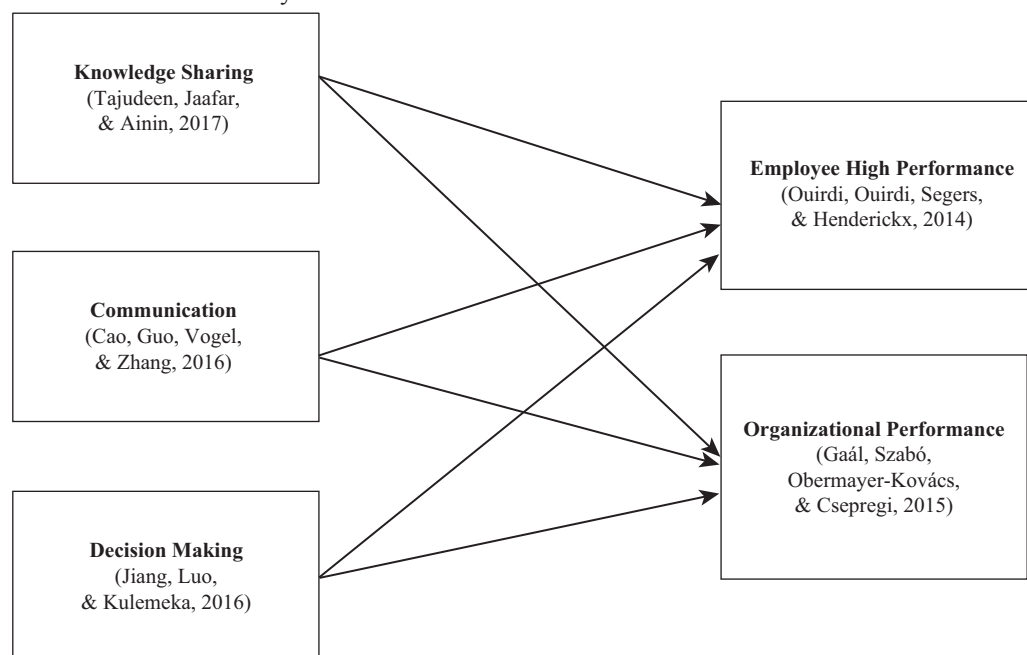 Knowledge Sharing
(Tajudeen, Jaafar,
& Ainin, 2017)
Communication
(Cao, Guo, Vogel,
& Zhang, 2016)
Decision Making
(Jiang, Luo,
& Kulemeka, 2016)
Employee High Performance
(Ouirdi, Ouirdi, Segers,
& Henderickx, 2014)
Organizational Performance
(Gaál, Szabó,
Obermayer-Kovács,
& Csepregi, 2015)